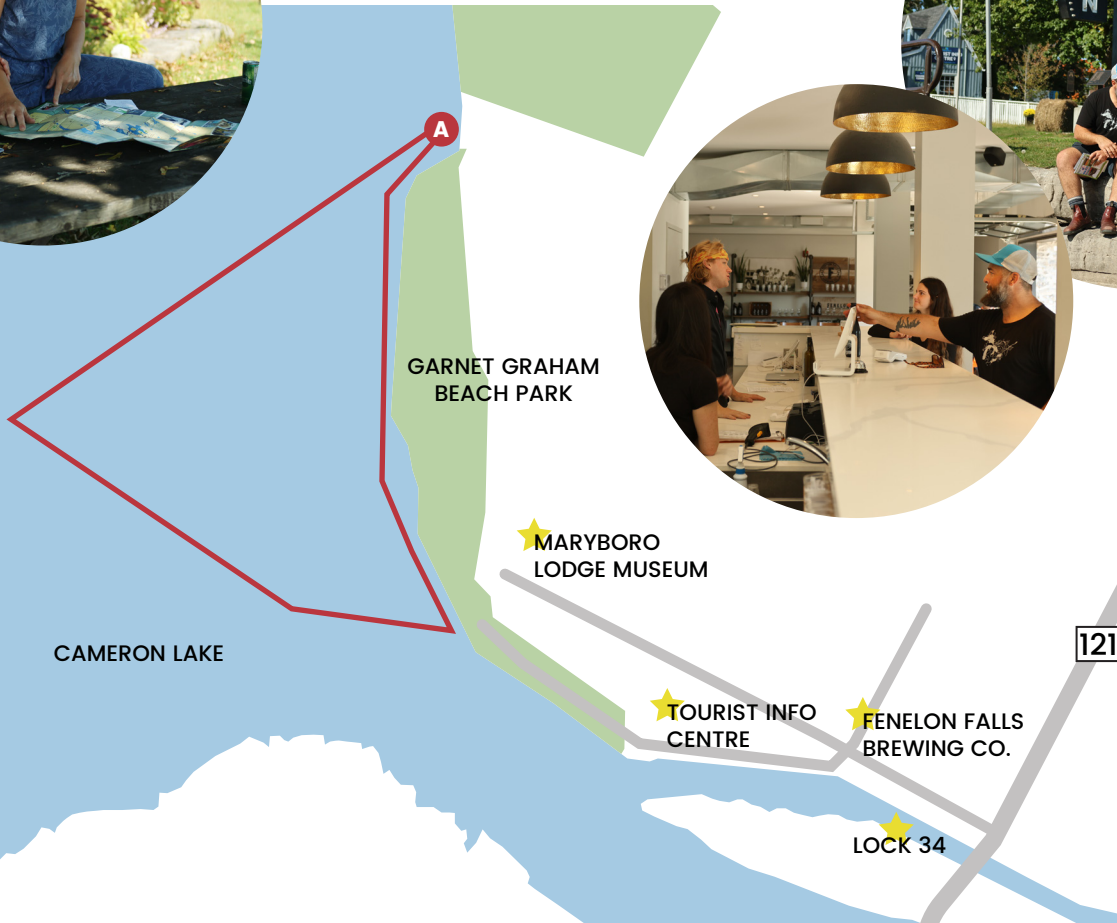 N
A
GARNET GRAHAM
BEACH PARK
MARYBORO
LODGE MUSEUM
CAMERON LAKE
121
TOURIST INFO
CENTRE
FENELON FALLS
BREWING CO.
LOCK 34